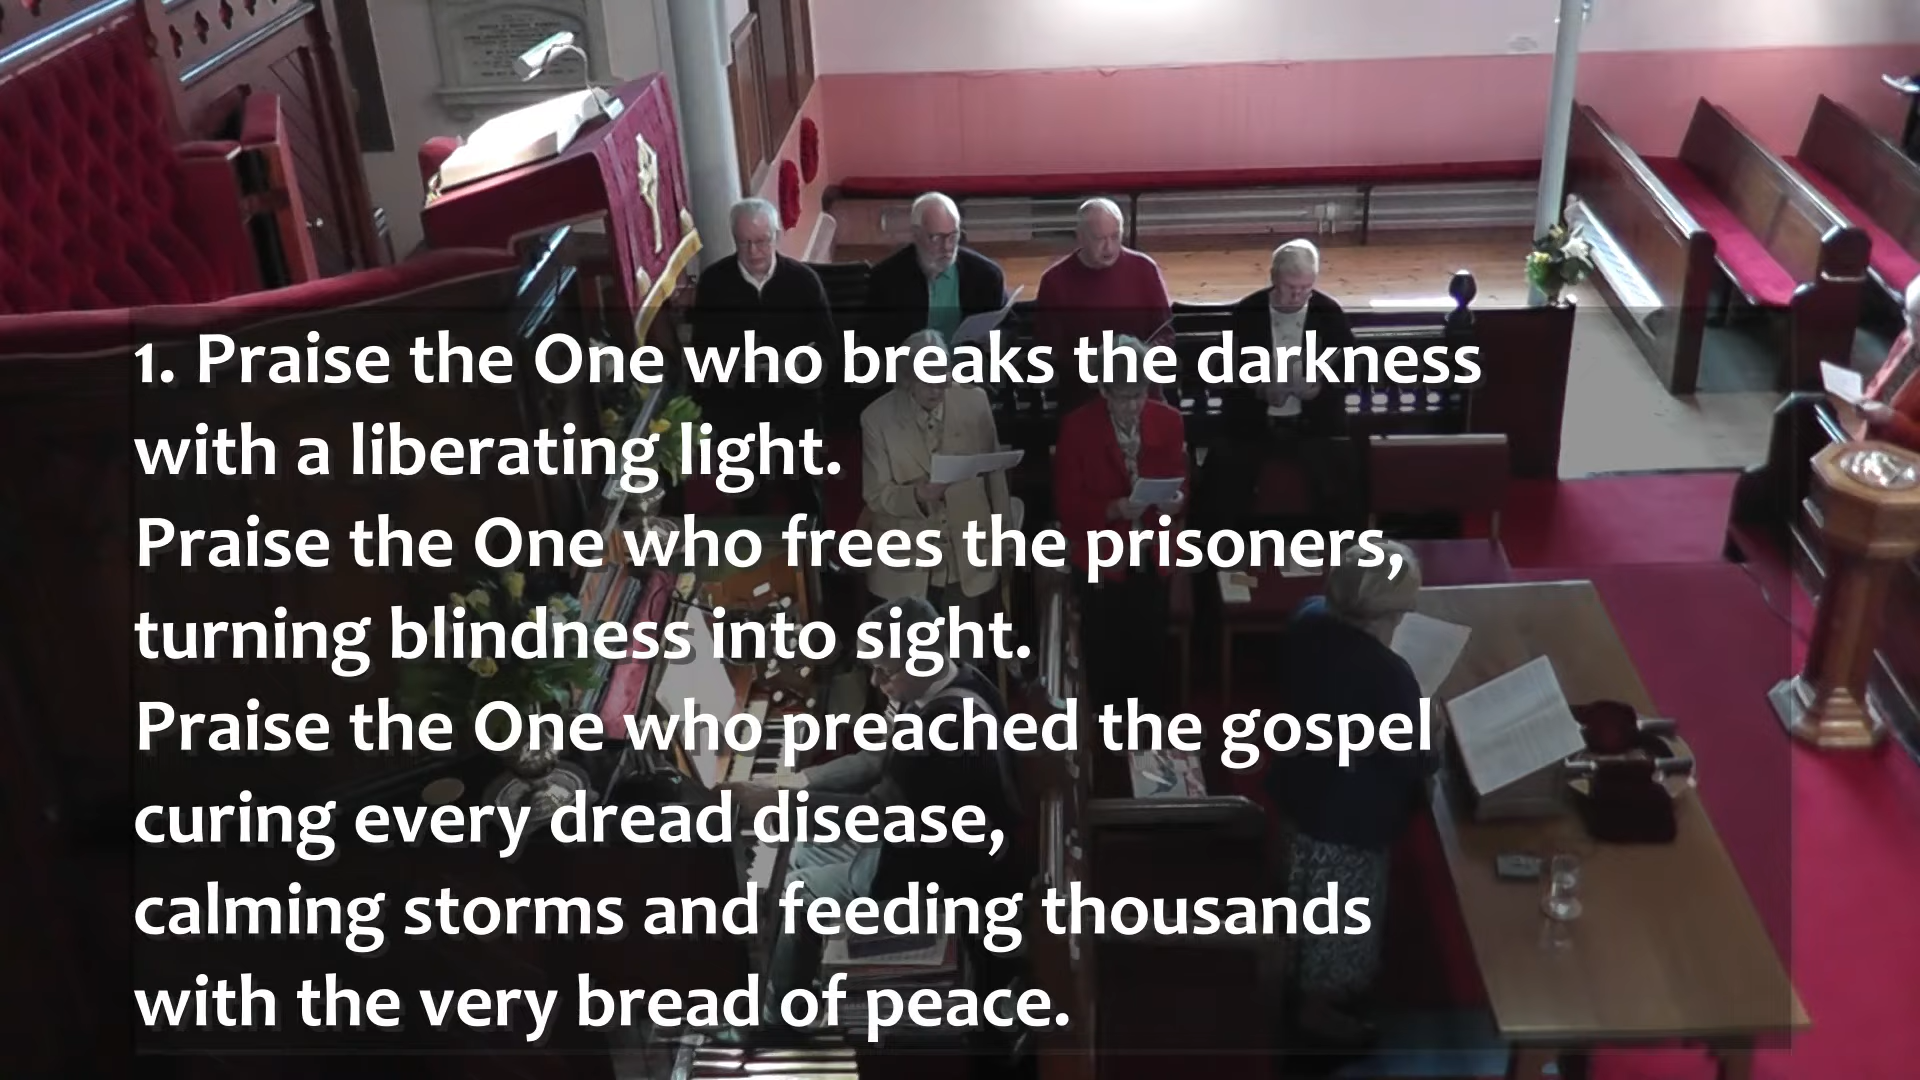 1. Praise the One who breaks the darkness
with a liberating light.
Praise the One who frees the prisoners,
turning blindness into sight.
Praise the One who preached the gospel
curing every dread disease,
calming storms and feeding thousands
with the very bread of peace.